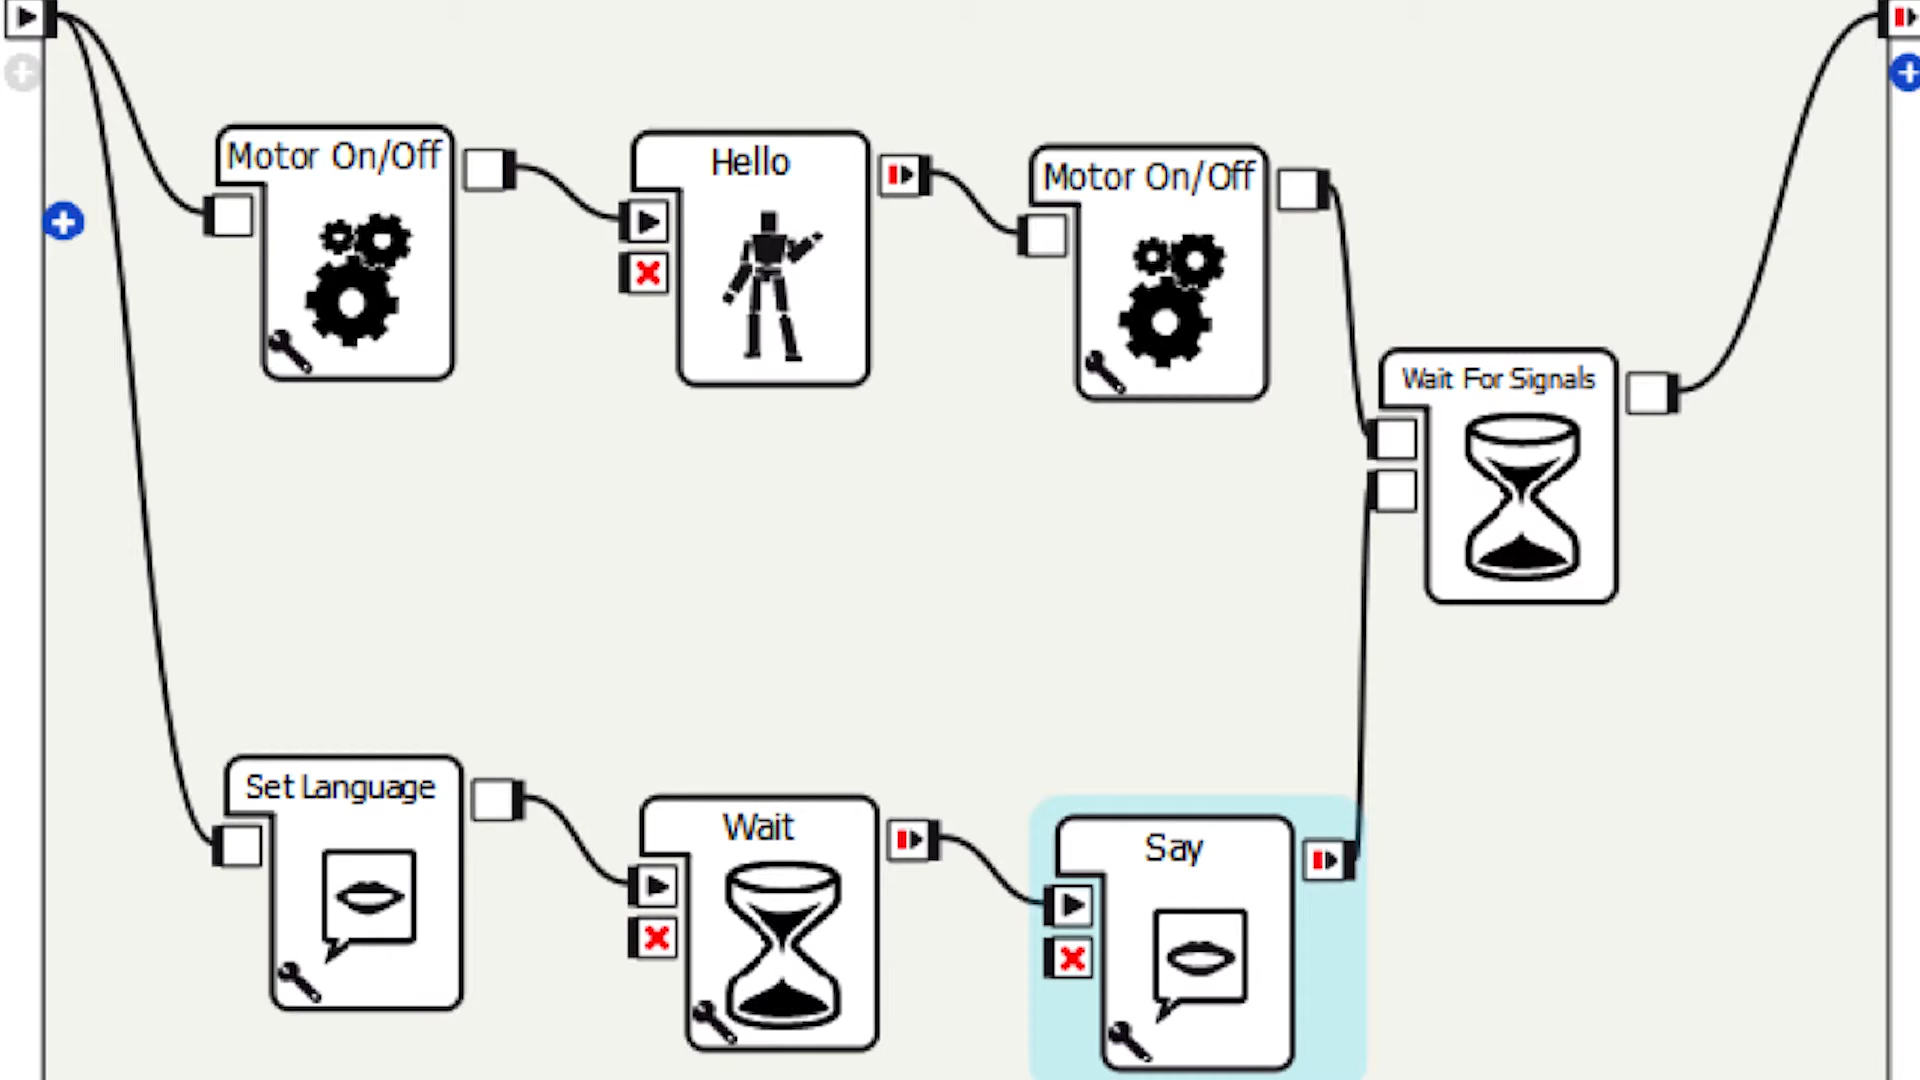 Motor On/Off
Hello
Motor On/Off
Wait For Signals
Set Language
Wait
Say